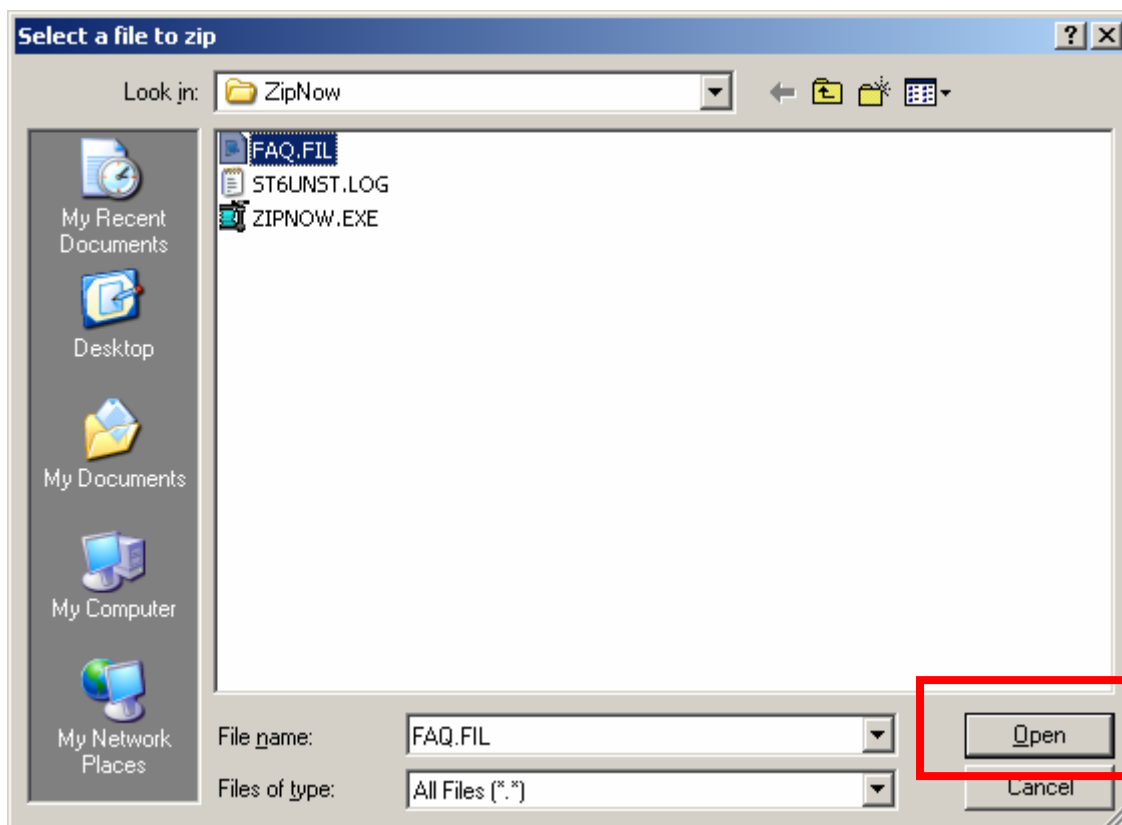 Select a file to zip
Look in:
ZipNow
FAQ.FIL
ST6UNST.LOG
ZIPNOW.EXE
My Recent
Documents
Desktop
My Documents
My Computer
My Network
Places
File name:
FAQ.FIL
Open
Files of type:
All Files (*.*)
Cancel